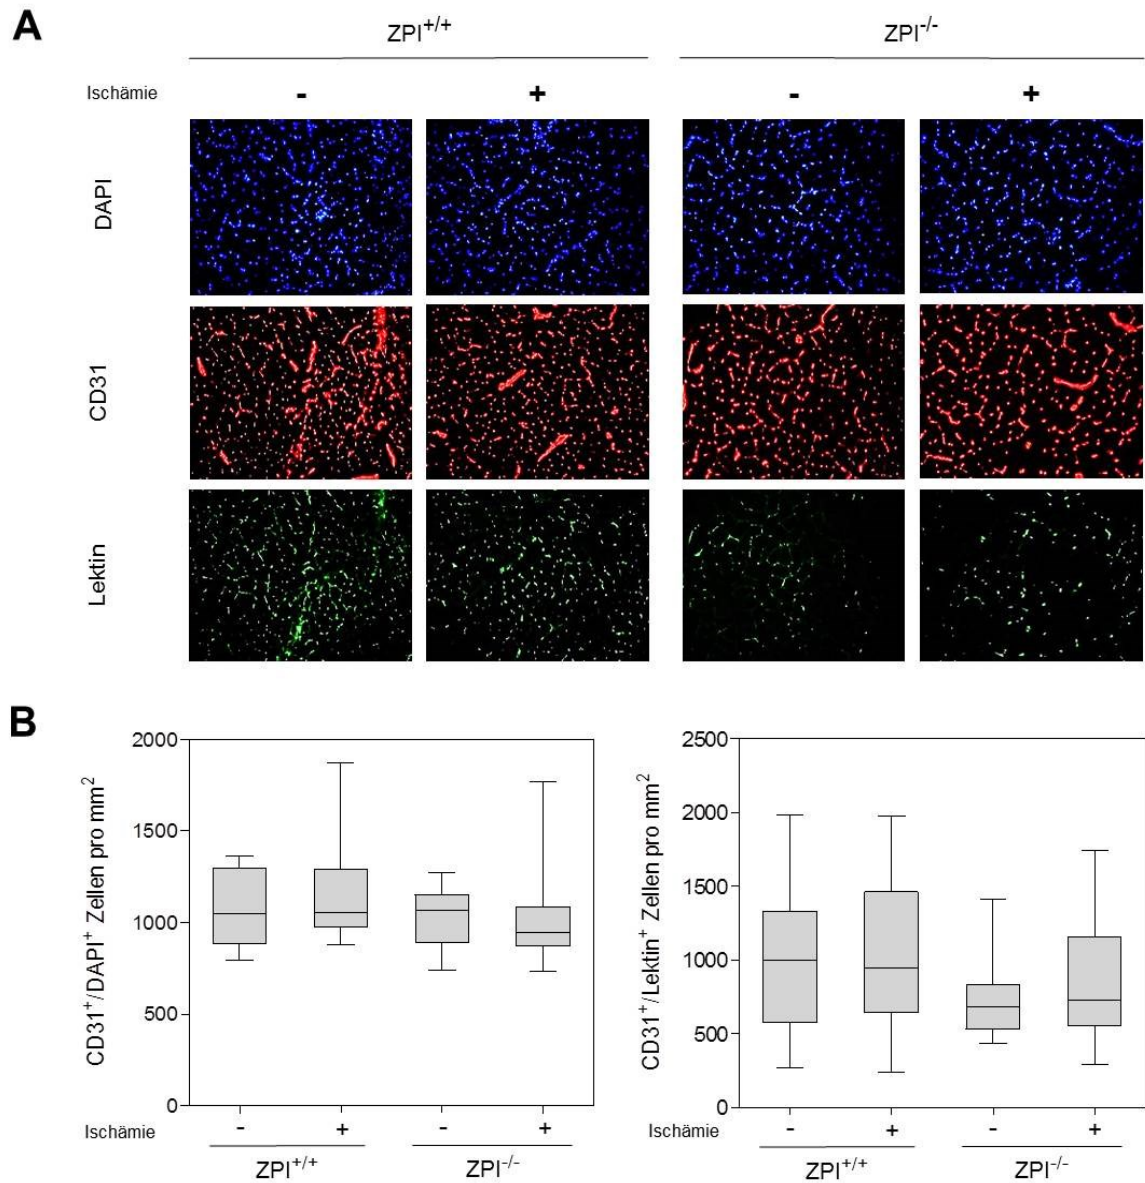 A
ZPI+/+ ZPI-/-
Ischämie - + - +
DAPI
CD31
Lektin
B
CD31+/DAPI+ Zellen pro mm2
2000
1500
1000
500
0
Ischämie - + - +
ZPI+/+ ZPI-/-
CD31+/Lektin+ Zellen pro mm2
2500
2000
1500
1000
500
0
Ischämie - + - +
ZPI+/+ ZPI-/-